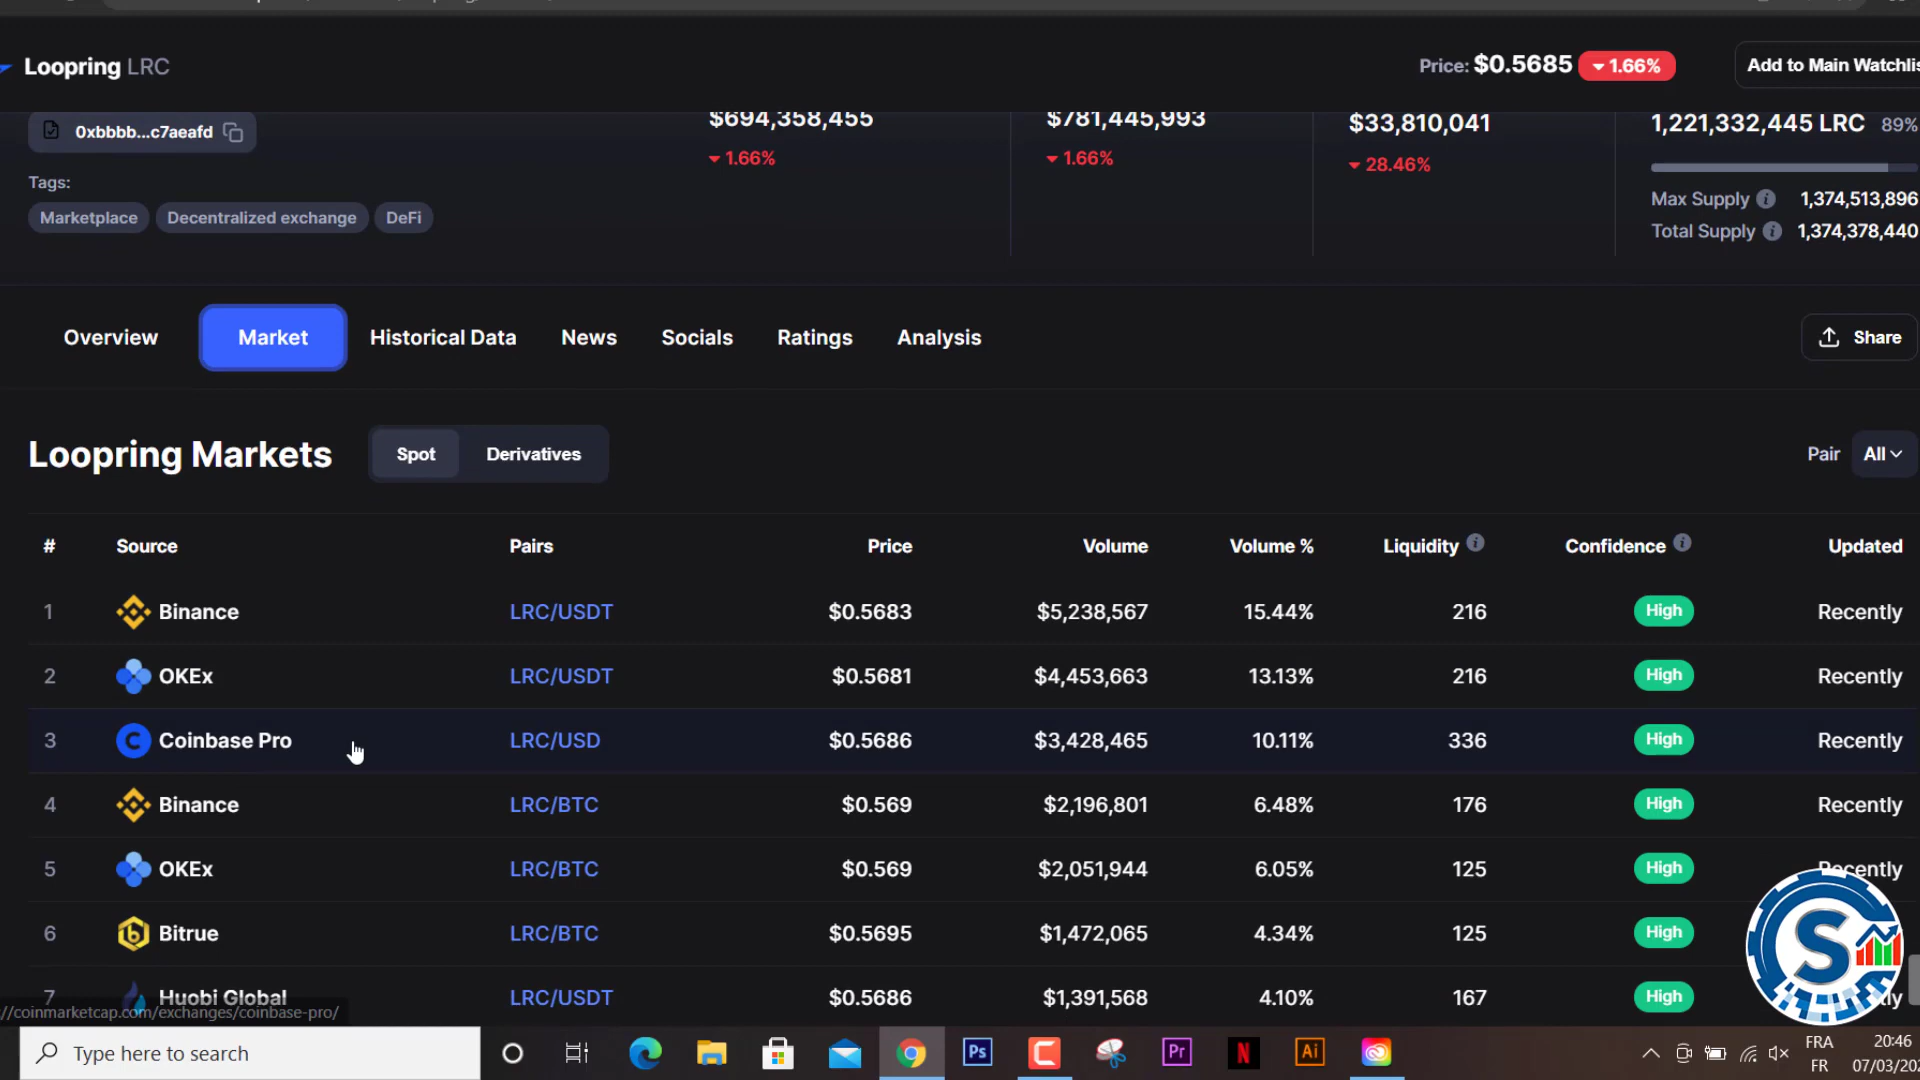 Loopring LRC
Price: $0.5685 1.66%
Add to Main Watchlis
0xbbbb...c7aeafd
$694,358,455
$781,445,993
$33,810,041
1,221,332,445 LRC 89%
1.66%
1.66%
28.46%
Tags:
Max Supply 1,374,513,896
Marketplace
Decentralized exchange
DeFi
Total Supply 1,374,378,440
Overview
Market
Historical Data
News
Socials
Ratings
Analysis
Share
Loopring Markets
Spot
Derivatives
Pair All
# Source Pairs Price Volume Volume % Liquidity Confidence Updated
1 Binance LRC/USDT $0.5683 $5,238,567 15.44% 216 High Recently
2 OKEx LRC/USDT $0.5681 $4,453,663 13.13% 216 High Recently
3 Coinbase Pro LRC/USD $0.5686 $3,428,465 10.11% 336 High Recently
4 Binance LRC/BTC $0.569 $2,196,801 6.48% 176 High Recently
5 OKEx LRC/BTC $0.569 $2,051,944 6.05% 125 High Recently
6 Bitrue LRC/BTC $0.5695 $1,472,065 4.34% 125 High
7 Huobi Global LRC/USDT $0.5686 $1,391,568 4.10% 167 High
//coinmarketcap.com/exchanges/coinbase-pro/
S
Type here to search
Ps
Pr
N
Ai
FRA
FR
20:46
07/03/202